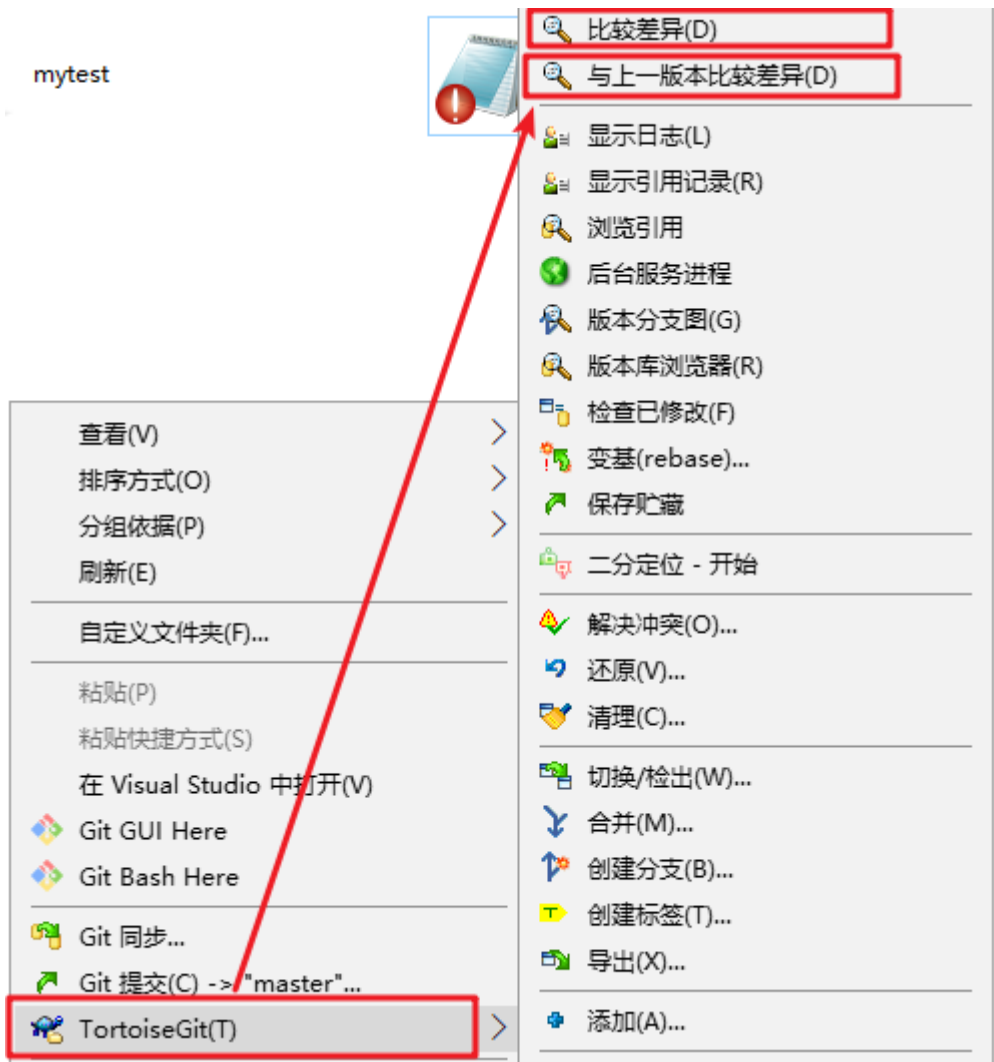 mytest
查看(V)
排序方式(O)
分组依据(P)
刷新(E)
自定义文件夹(F)...
粘贴(P)
粘贴快捷方式(S)
在 Visual Studio 中打开(V)
Git GUI Here
Git Bash Here
Git 同步...
Git 提交(C) -> "master"...
TortoiseGit(T)
比较差异(D)
与上一版本比较差异(D)
显示日志(L)
显示引用记录(R)
浏览引用
后台服务进程
版本分支图(G)
版本库浏览器(R)
检查已修改(F)
变基(rebase)...
保存贮藏
二分定位 - 开始
解决冲突(O)...
还原(V)...
清理(C)...
切换/检出(W)...
合并(M)...
创建分支(B)...
创建标签(T)...
导出(X)...
添加(A)...